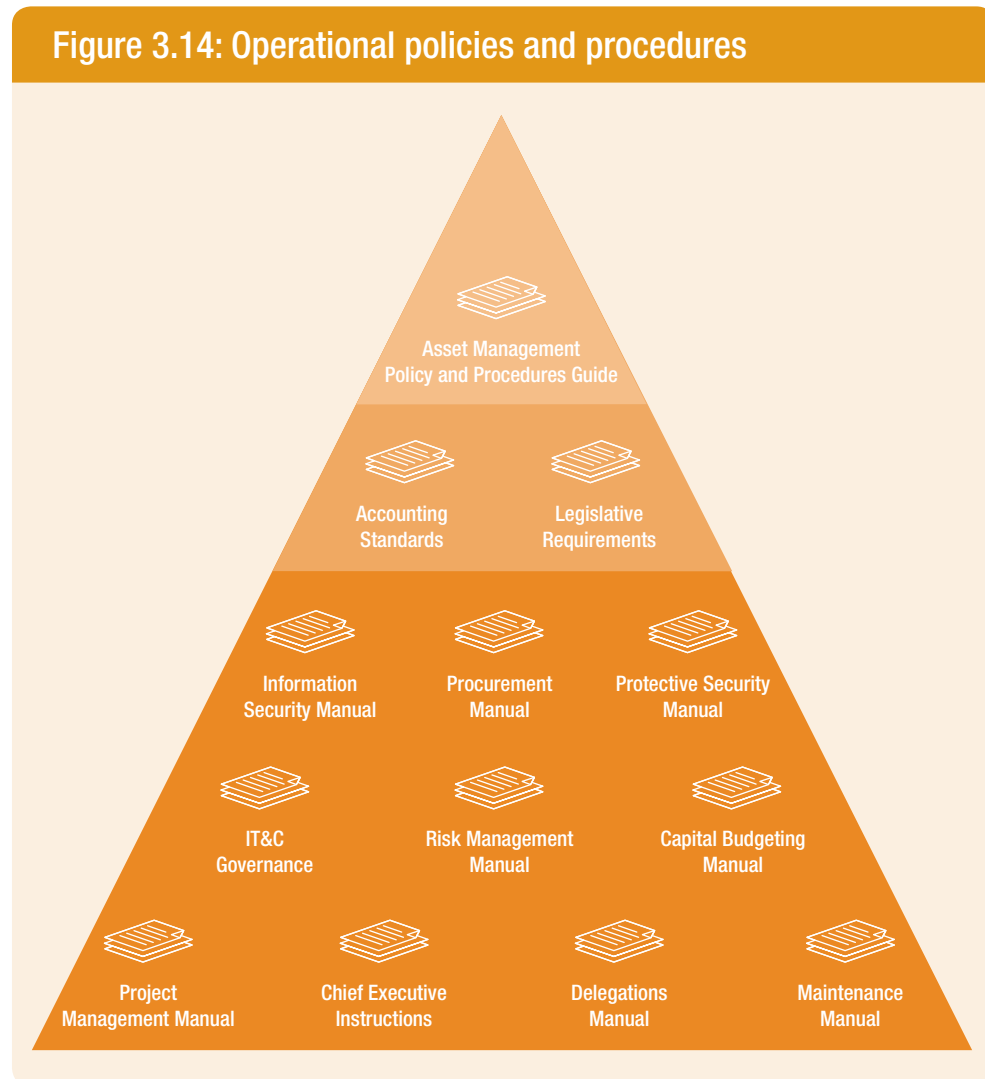 Figure 3.14: Operational policies and procedures
Asset Management
Policy and Procedures Guide
Accounting
Standards
Legislative
Requirements
Information
Security Manual
Procurement
Manual
Protective Security
Manual
IT&C
Governance
Risk Management
Manual
Capital Budgeting
Manual
Project
Management Manual
Chief Executive
Instructions
Delegations
Manual
Maintenance
Manual